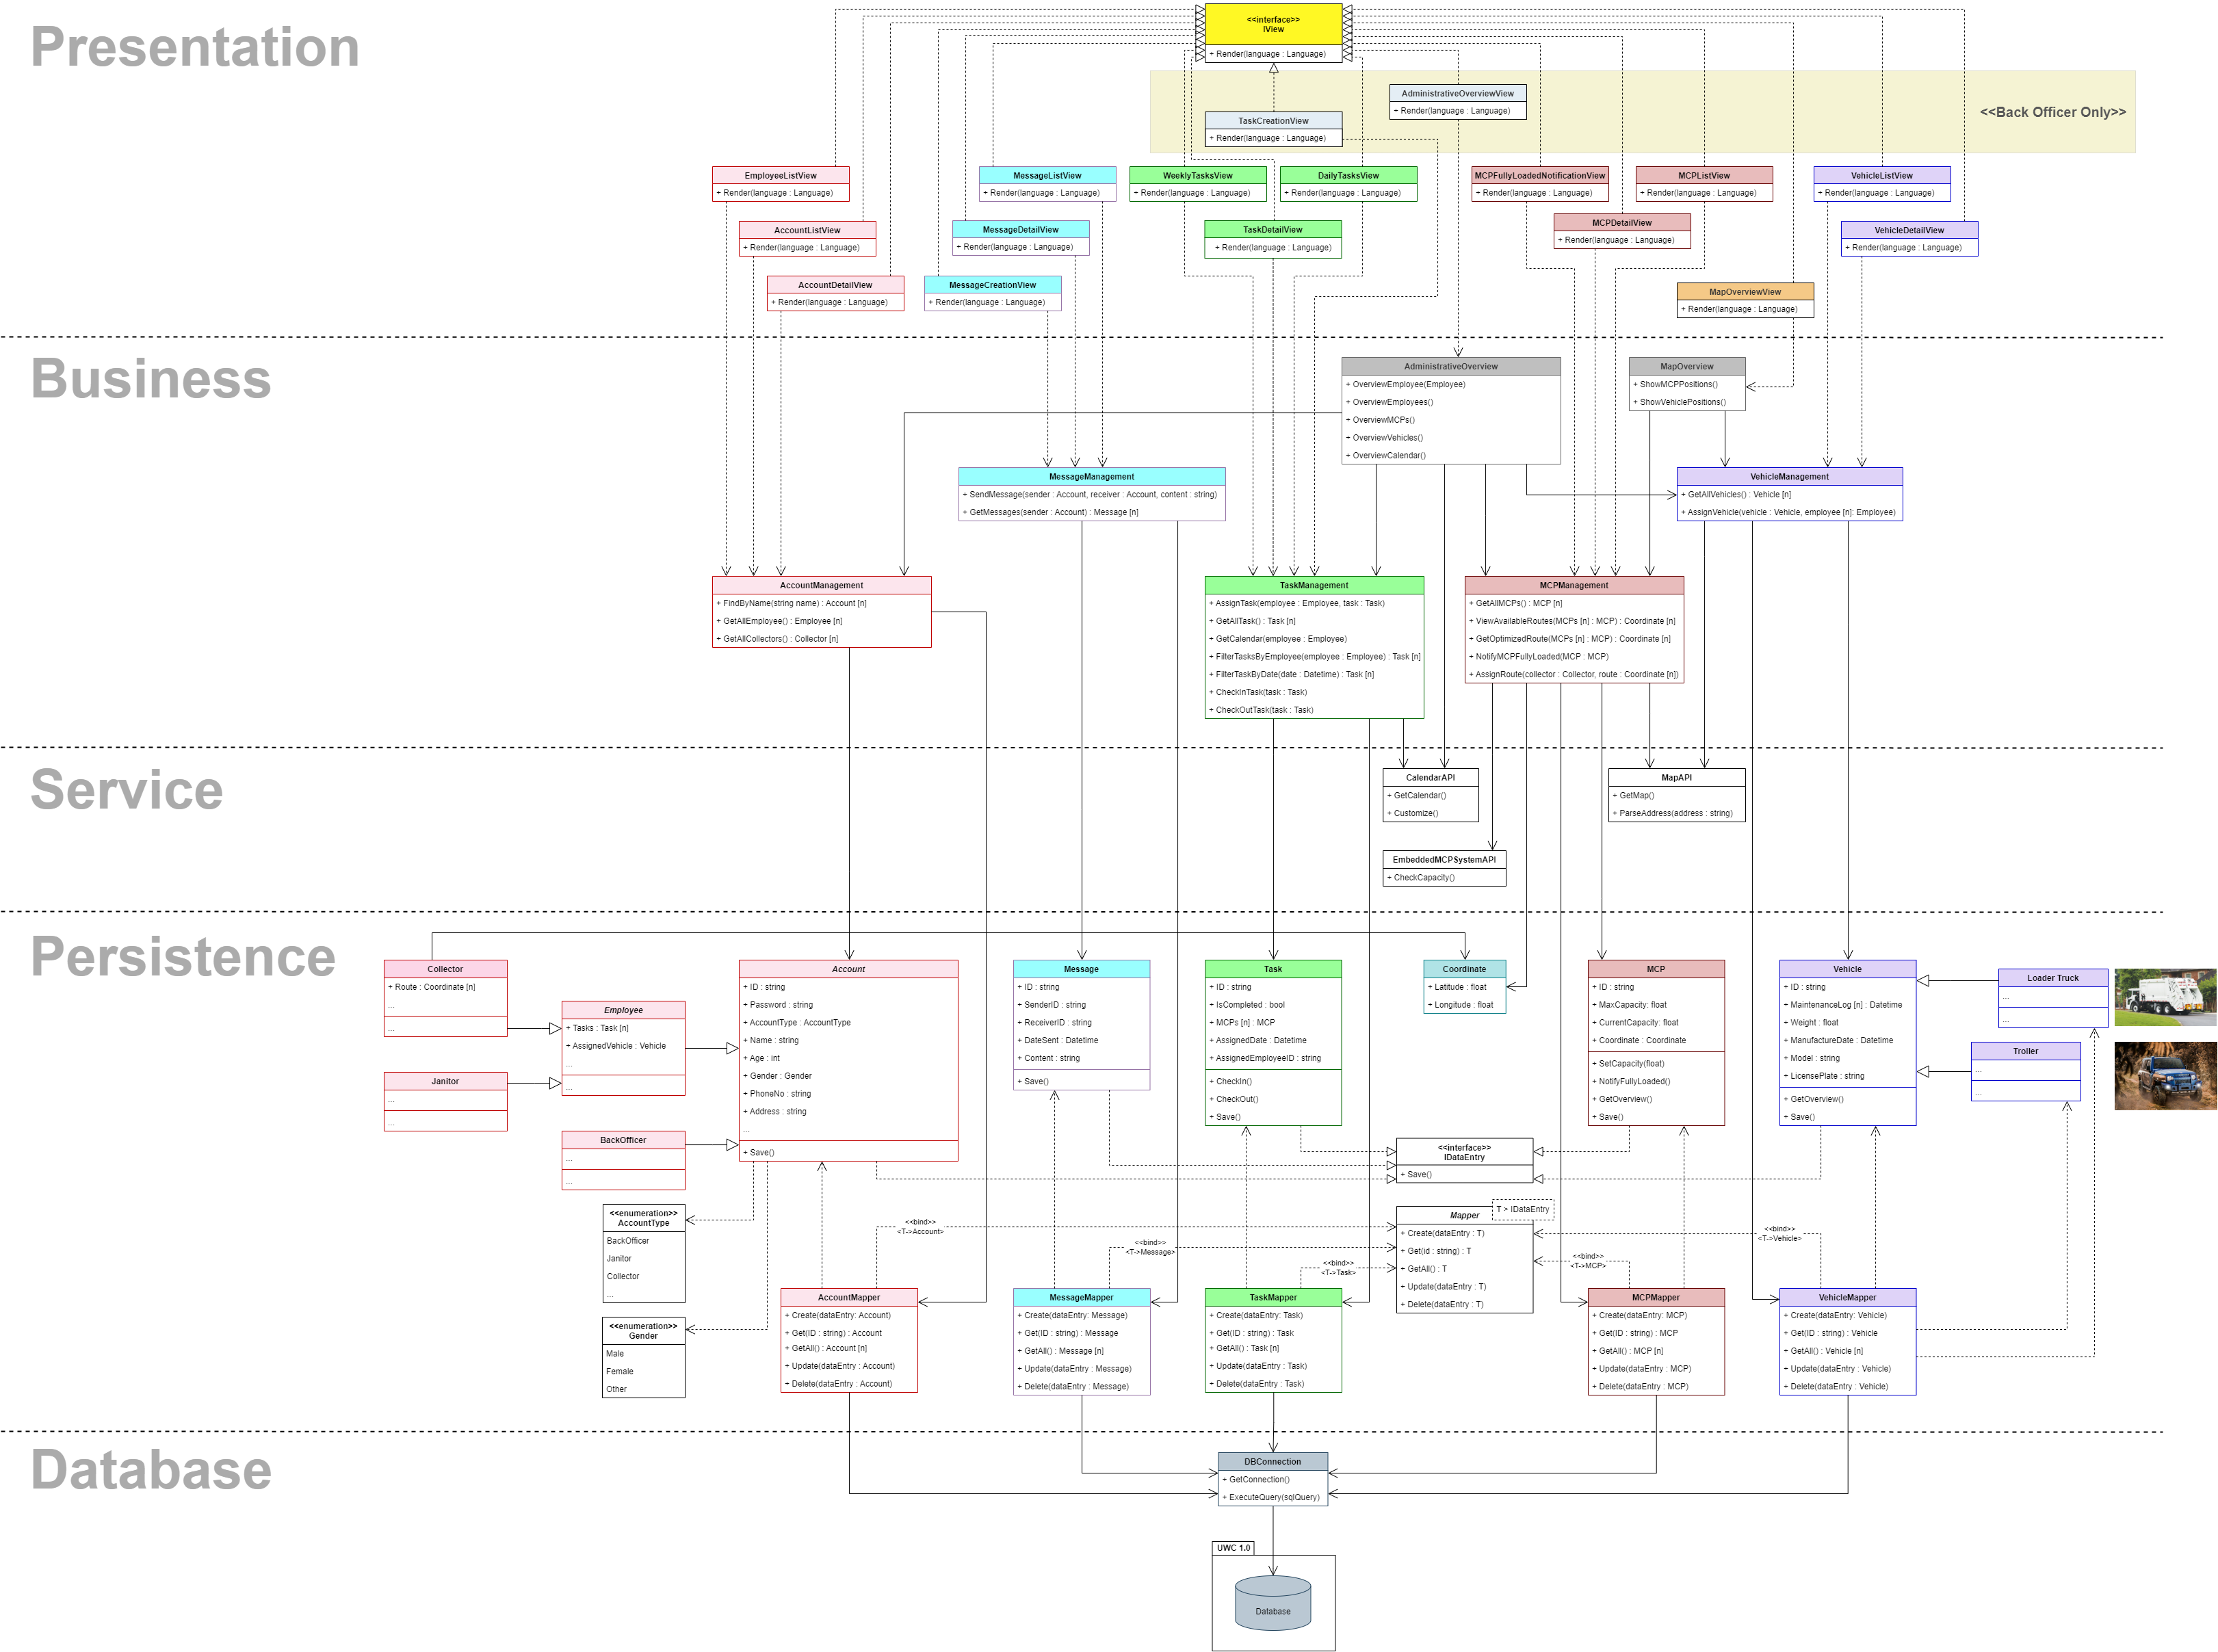 Presentation
<<interface>>
IView
+ Render(language : Language)
<<Back Officer Only>>
AdministrativeOverviewView
+ Render(language : Language)
TaskCreationView
+ Render(language : Language)
EmployeeListView
+ Render(language : Language)
MessageListView
+ Render(language : Language)
WeeklyTasksView
+ Render(language : Language)
DailyTasksView
+ Render(language : Language)
MCPFullyLoadedNotificationView
+ Render(language : Language)
MCPListView
+ Render(language : Language)
VehicleListView
+ Render(language : Language)
AccountListView
+ Render(language : Language)
MessageDetailView
+ Render(language : Language)
TaskDetailView
+ Render(language : Language)
MCPDetailView
+ Render(language : Language)
VehicleDetailView
+ Render(language : Language)
AccountDetailView
+ Render(language : Language)
MessageCreationView
+ Render(language : Language)
MapOverviewView
+ Render(language : Language)
Business
AdministrativeOverview
+ OverviewEmployee(Employee)
+ OverviewEmployees()
+ OverviewMCPs()
+ OverviewVehicles()
+ OverviewCalendar()
MapOverview
+ ShowMCPPositions()
+ ShowVehiclePositions()
MessageManagement
+ SendMessage(sender : Account, receiver : Account, content : string)
+ GetMessages(sender : Account) : Message [n]
VehicleManagement
+ GetAllVehicles() : Vehicle [n]
+ AssignVehicle(vehicle : Vehicle, employee [n]: Employee)
AccountManagement
+ FindByName(string name) : Account [n]
+ GetAllEmployee() : Employee [n]
+ GetAllCollectors() : Collector [n]
TaskManagement
+ AssignTask(employee : Employee, task : Task)
+ GetAllTask() : Task [n]
+ GetCalendar(employee : Employee)
+ FilterTasksByEmployee(employee : Employee) : Task [n]
+ FilterTaskByDate(date : Datetime) : Task [n]
+ CheckInTask(task : Task)
+ CheckOutTask(task : Task)
MCPManagement
+ GetAllMCPs() : MCP [n]
+ ViewAvailableRoutes(MCPs [n] : MCP) : Coordinate [n]
+ GetOptimizedRoute(MCPs [n] : MCP) : Coordinate [n]
+ NotifyMCPFullyLoaded(MCP : MCP)
+ AssignRoute(collector : Collector, route : Coordinate [n])
Service
CalendarAPI
+ GetCalendar()
+ Customize()
MapAPI
+ GetMap()
+ ParseAddress(address : string)
EmbeddedMCPSystemAPI
+ CheckCapacity()
Persistence
Collector
+ Route : Coordinate [n]
...
...
Employee
+ Tasks : Task [n]
+ AssignedVehicle : Vehicle
...
...
Janitor
...
...
BackOfficer
...
...
Account
+ ID : string
+ Password : string
+ AccountType : AccountType
+ Name : string
+ Age : int
+ Gender : Gender
+ PhoneNo : string
+ Address : string
...
+ Save()
Message
+ ID : string
+ SenderID : string
+ ReceiverID : string
+ DateSent : Datetime
+ Content : string
+ Save()
Task
+ ID : string
+ IsCompleted : bool
+ MCPs [n] : MCP
+ AssignedDate : Datetime
+ AssignedEmployeeID : string
+ CheckIn()
+ CheckOut()
+ Save()
Coordinate
+ Latitude : float
+ Longitude : float
MCP
+ ID : string
+ MaxCapacity: float
+ CurrentCapacity: float
+ Coordinate : Coordinate
+ SetCapacity(float)
+ NotifyFullyLoaded()
+ GetOverview()
+ Save()
Vehicle
+ ID : string
+ MaintenanceLog [n] : Datetime
+ Weight : float
+ ManufactureDate : Datetime
+ Model : string
+ LicensePlate : string
+ GetOverview()
+ Save()
Loader Truck
...
...
Troller
...
...
<<interface>>
IDataEntry
+ Save()
<<enumeration>>
AccountType
BackOfficer
Janitor
Collector
...
<<enumeration>>
Gender
Male
Female
Other
T > IDataEntry
Mapper
+ Create(dataEntry : T)
+ Get(id : string) : T
+ GetAll() : T
+ Update(dataEntry : T)
+ Delete(dataEntry : T)
<<bind>>
<T->Account>
<<bind>>
<T->Message>
<<bind>>
<T->Task>
<<bind>>
<T->MCP>
<<bind>>
<T->Vehicle>
AccountMapper
+ Create(dataEntry: Account)
+ Get(ID : string) : Account
+ GetAll() : Account [n]
+ Update(dataEntry : Account)
+ Delete(dataEntry : Account)
MessageMapper
+ Create(dataEntry: Message)
+ Get(ID : string) : Message
+ GetAll() : Message [n]
+ Update(dataEntry : Message)
+ Delete(dataEntry : Message)
TaskMapper
+ Create(dataEntry: Task)
+ Get(ID : string) : Task
+ GetAll() : Task [n]
+ Update(dataEntry : Task)
+ Delete(dataEntry : Task)
MCPMapper
+ Create(dataEntry: MCP)
+ Get(ID : string) : MCP
+ GetAll() : MCP [n]
+ Update(dataEntry : MCP)
+ Delete(dataEntry : MCP)
VehicleMapper
+ Create(dataEntry: Vehicle)
+ Get(ID : string) : Vehicle
+ GetAll() : Vehicle [n]
+ Update(dataEntry : Vehicle)
+ Delete(dataEntry : Vehicle)
Database
DBConnection
+ GetConnection()
+ ExecuteQuery(sqlQuery)
UWC 1.0
Database